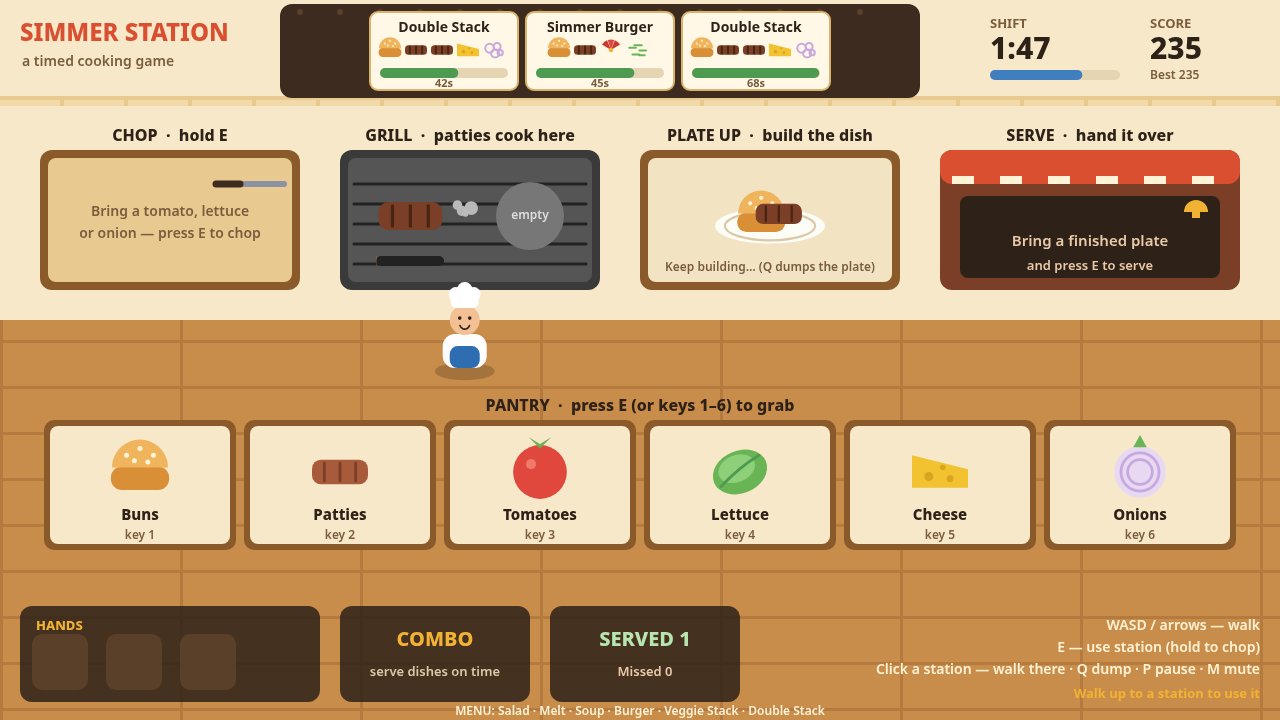 SIMMER STATION
a timed cooking game
Double Stack
42s
Simmer Burger
45s
Double Stack
68s
SHIFT
1:47
SCORE
235
Best 235
CHOP · hold E
GRILL · patties cook here
PLATE UP · build the dish
SERVE · hand it over
Bring a tomato, lettuce
or onion — press E to chop
empty
Keep building... (Q dumps the plate)
Bring a finished plate
and press E to serve
PANTRY · press E (or keys 1–6) to grab
Buns
key 1
Patties
key 2
Tomatoes
key 3
Lettuce
key 4
Cheese
key 5
Onions
key 6
HANDS
COMBO
serve dishes on time
SERVED 1
Missed 0
WASD / arrows — walk
E — use station (hold to chop)
Click a station — walk there · Q dump · P pause · M mute
Walk up to a station to use it
MENU: Salad · Melt · Soup · Burger · Veggie Stack · Double Stack